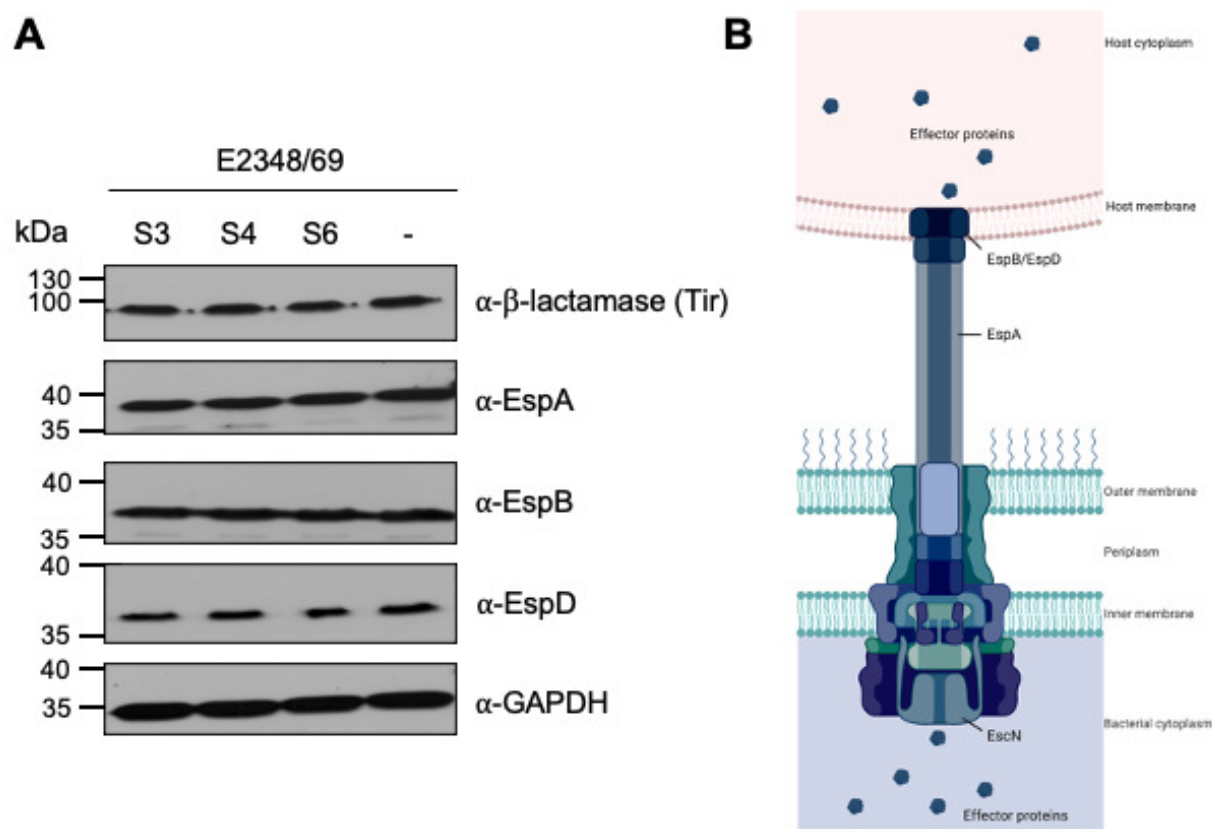 A
E2348/69
kDa
S3 S4 S6 -
130
100
α-β-lactamase (Tir)
40
35
α-EspA
40
35
α-EspB
40
35
α-EspD
40
35
α-GAPDH
B
Host cytoplasm
Effector proteins
Host membrane
EspB/EspD
EspA
Outer membrane
Periplasm
Inner membrane
Bacterial cytoplasm
EscN
Effector proteins